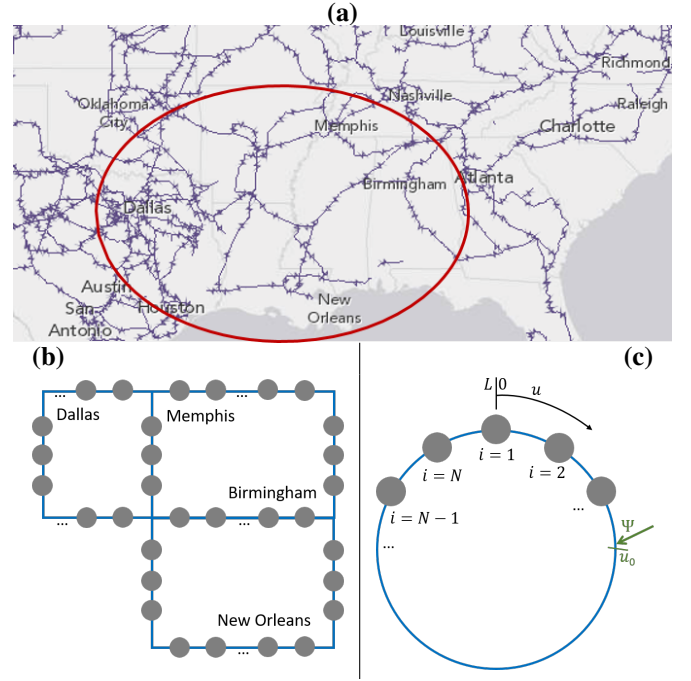 (a)
Louisville
Richmond
Oklahoma
City
Nashville
Raleigh
Memphis
Charlotte
Birmingham
Atlanta
Dallas
Austin
San
Antonio
Houston
New
Orleans
(b)
(c)
...
Dallas
Memphis
...
Birmingham
...
...
New Orleans
...
L|0
u
i = N
i = 1
i = 2
i = N − 1
...
...
Ψ
u₀